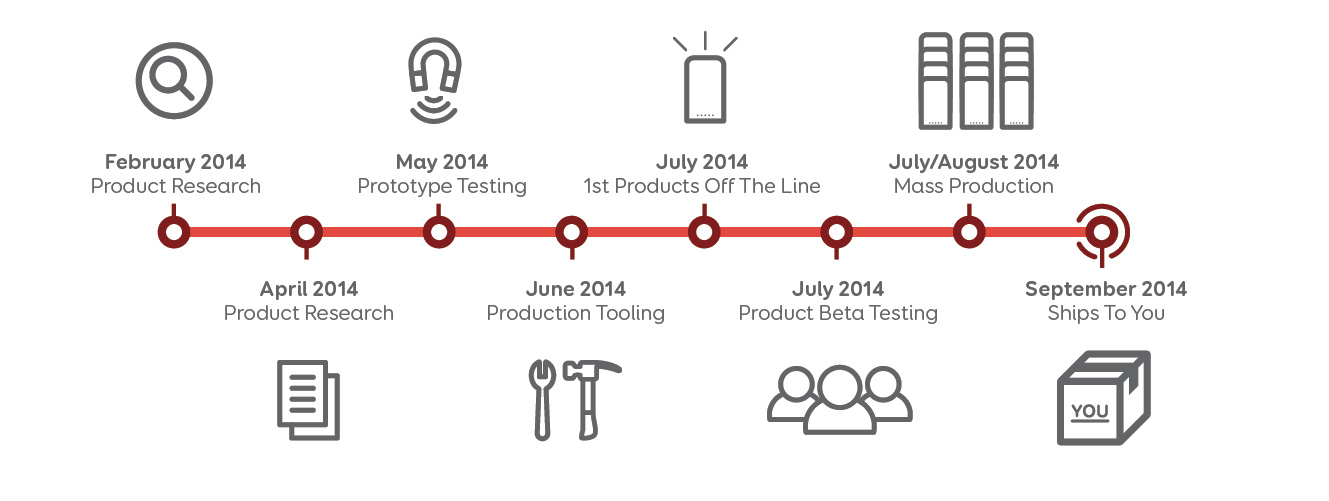 February 2014
Product Research
May 2014
Prototype Testing
July 2014
1st Products Off The Line
July/August 2014
Mass Production
April 2014
Product Research
June 2014
Production Tooling
July 2014
Product Beta Testing
September 2014
Ships To You
YOU